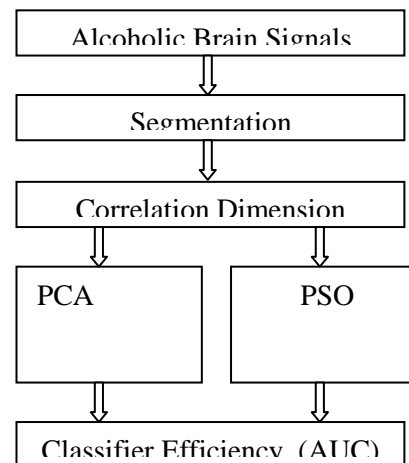 Alcoholic Brain Signals
Segmentation
Correlation Dimension
PCA
PSO
Classifier Efficiency (AUC)